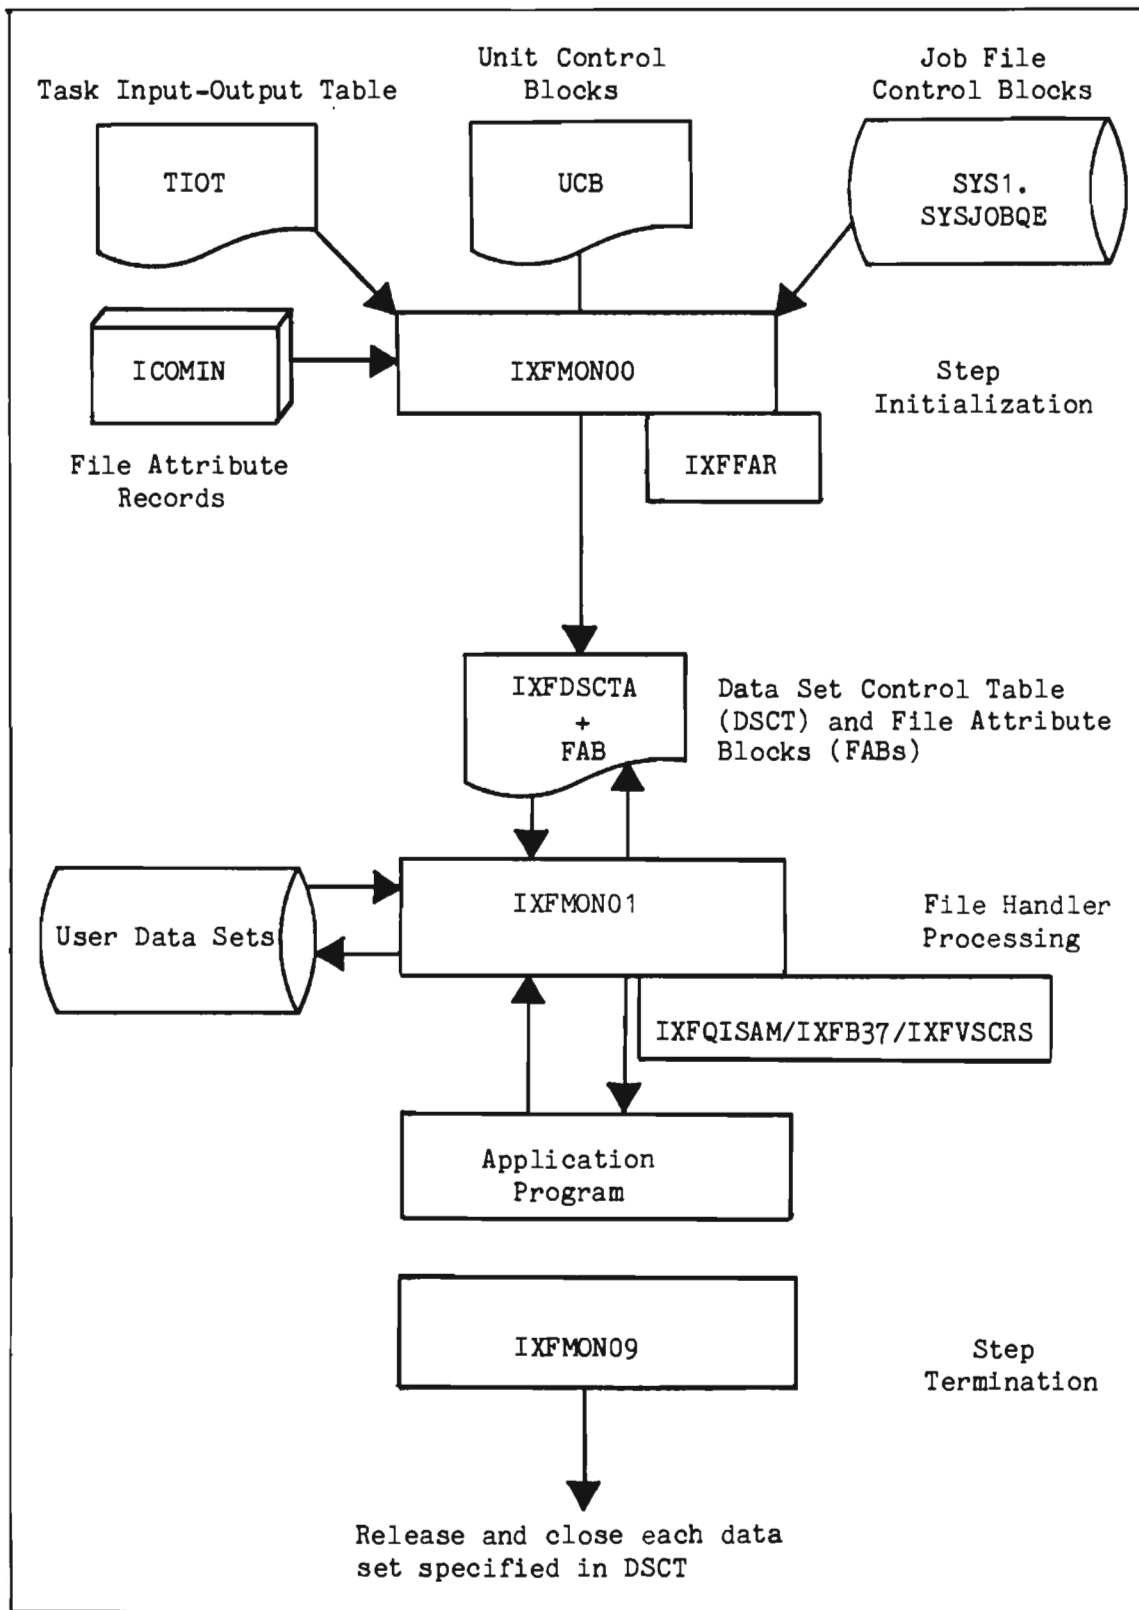 Task Input-Output Table
Unit Control
Blocks
Job File
Control Blocks
TIOT
UCB
SYS1.
SYSJOBQE
ICOMIN
IXFMON00
Step
Initialization
File Attribute
Records
IXFFAR
IXFDSCTA
+
FAB
Data Set Control Table
(DSCT) and File Attribute
Blocks (FABs)
User Data Sets
IXFMON01
File Handler
Processing
IXFQISAM/IXFB37/IXFVSCRS
Application
Program
IXFMON09
Step
Termination
Release and close each data
set specified in DSCT